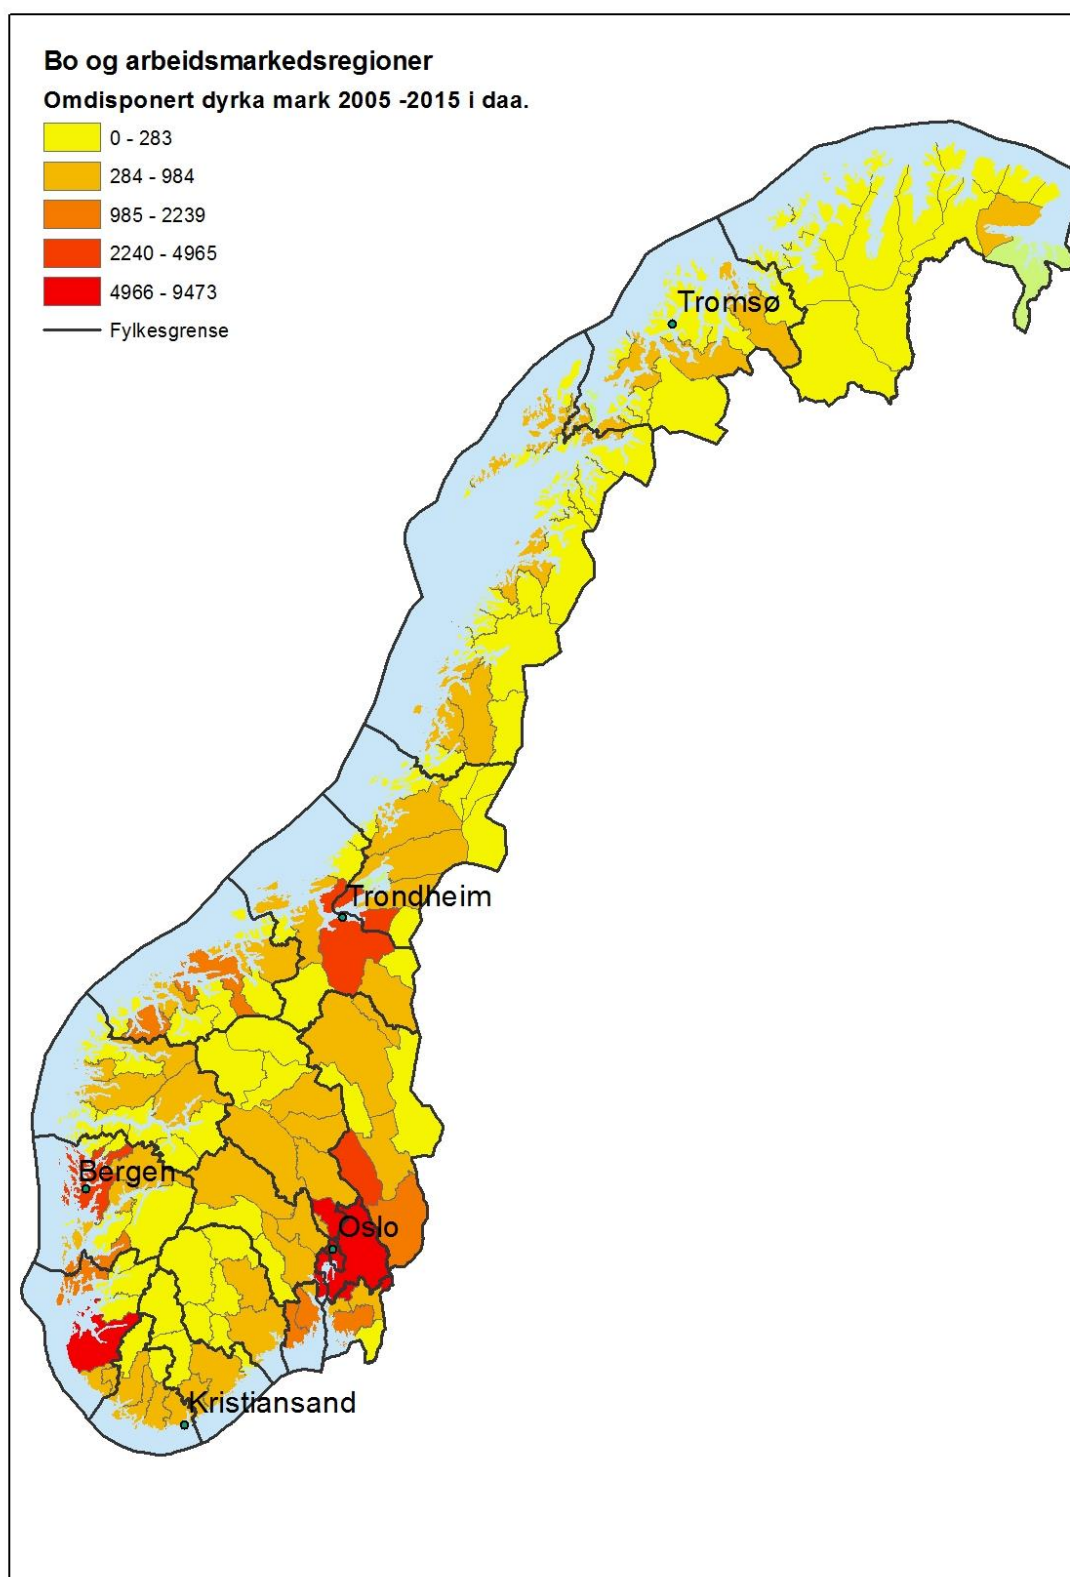 Bo og arbeidsmarkedsregioner
Omdisponert dyrka mark 2005 -2015 i daa.
0 - 283
284 - 984
985 - 2239
2240 - 4965
4966 - 9473
Fylkesgrense
Tromsø
Trondheim
Bergen
Oslo
Kristiansand